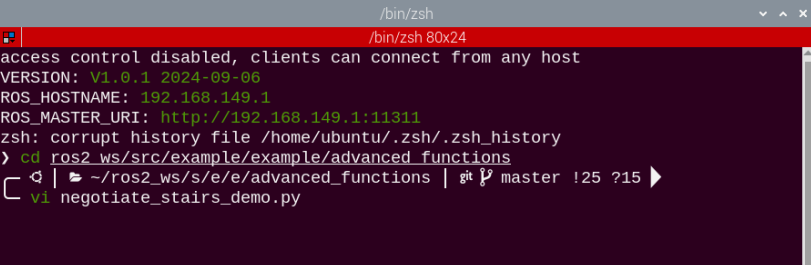 /bin/zsh
/bin/zsh 80x24
access control disabled, clients can connect from any host
VERSION: V1.0.1 2024-09-06
ROS_HOSTNAME: 192.168.149.1
ROS_MASTER_URI: http://192.168.149.1:11311
zsh: corrupt history file /home/ubuntu/.zsh/.zsh_history
❯ cd ros2_ws/src/example/example/advanced_functions
~/ros2_ws/s/e/e/advanced_functions | git master !25 ?15
vi negotiate_stairs_demo.py